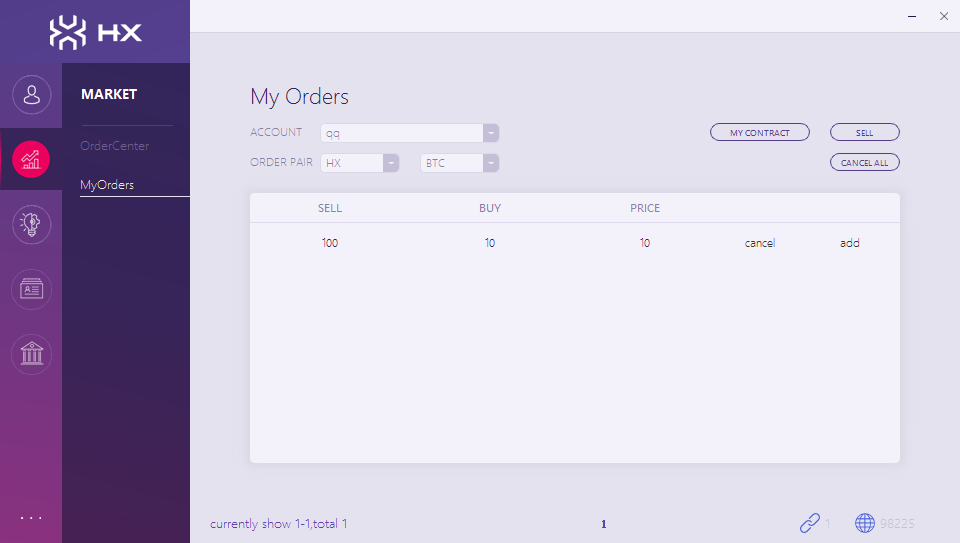 HX
MARKET
OrderCenter
MyOrders
...
My Orders
ACCOUNT qq MY CONTRACT SELL
ORDER PAIR HX BTC CANCEL ALL
SELL BUY PRICE
100 10 10 cancel add
currently show 1-1,total 1 1 1 98225